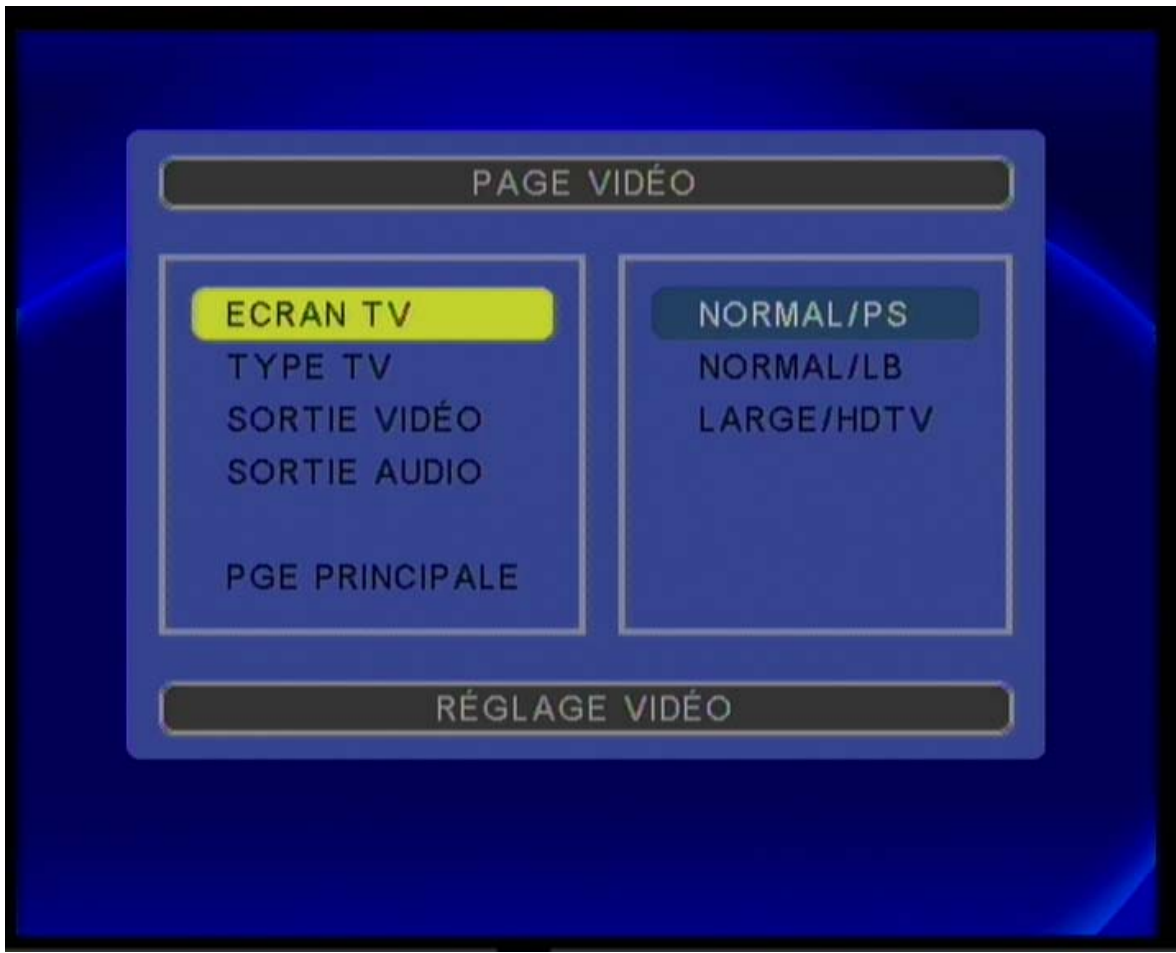 PAGE VIDÉO
ECRAN TV
TYPE TV
SORTIE VIDÉO
SORTIE AUDIO
PGE PRINCIPALE
NORMAL/PS
NORMAL/LB
LARGE/HDTV
RÉGLAGE VIDÉO